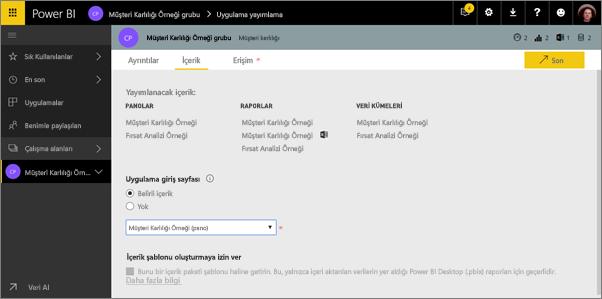 Power BI
CP Müşteri Karlılığı Örneği grubu > Uygulama yayımlama
4
?
CP Müşteri Karlılığı Örneği grubu Müşteri karlılığı
2 2 1 2
Sık Kullanılanlar
En son
Uygulamalar
Benimle paylaşılan
Çalışma alanları
CP Müşteri Karlılığı Örn...
Veri Al
Ayrıntılar İçerik Erişim *
Son
Yayımlanacak içerik:
PANOLAR
Müşteri Karlılığı Örneği
Fırsat Analizi Örneği
RAPORLAR
Müşteri Karlılığı Örneği
Müşteri Karlılığı Örneği
Fırsat Analizi Örneği
VERİ KÜMELERİ
Müşteri Karlılığı Örneği
Fırsat Analizi Örneği
Uygulama giriş sayfası
Belirli içerik
Yok
Müşteri Karlılığı Örneği (pano) *
İçerik şablonu oluşturmaya izin ver
Bunu bir içerik paketi şablonu haline getirin. Bu, yalnızca içeri aktarılan verilerin yer aldığı Power BI Desktop (.pbix) raporları için geçerlidir.
Daha fazla bilgi